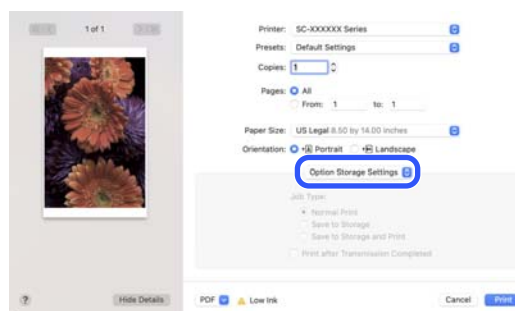 1 of 1
Printer: SC-XXXXXX Series
Presets: Default Settings
Copies: 1
Pages: All
From: 1 to: 1
Paper Size: US Legal 8.50 by 14.00 inches
Orientation: Portrait Landscape
Option Storage Settings
Job Type:
Normal Print
Save to Storage
Save to Storage and Print
Print after Transmission Completed
? Hide Details PDF Low Ink Cancel Print